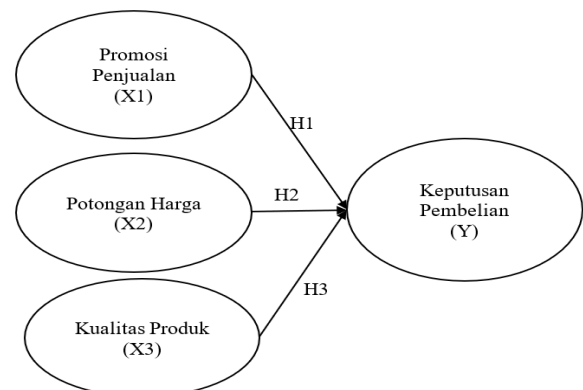 Promosi
Penjualan
(X1)
H1
Potongan Harga
(X2)
H2
Keputusan
Pembelian
(Y)
H3
Kualitas Produk
(X3)